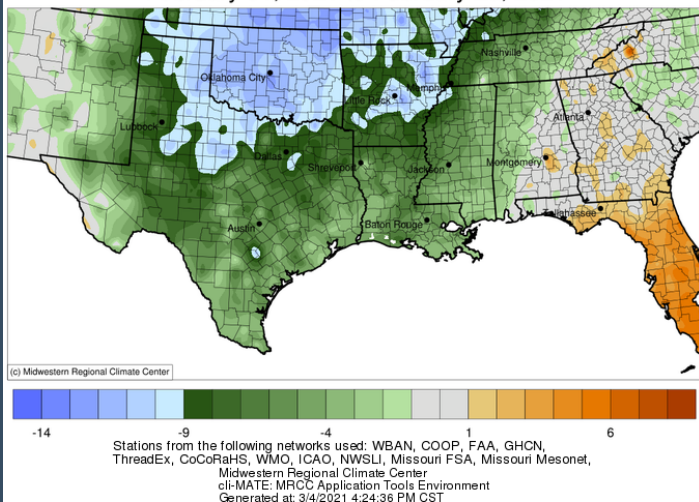 Nashville
Oklahoma City
Memphis
Little Rock
Atlanta
Lubbock
Dallas
Shreveport
Jackson
Montgomery
Tallahassee
Austin
Baton Rouge
(c) Midwestern Regional Climate Center
-14 -9 -4 1 6
Stations from the following networks used: WBAN, COOP, FAA, GHCN,
ThreadEx, CoCoRaHS, WMO, ICAO, NWSLI, Missouri FSA, Missouri Mesonet,
Midwestern Regional Climate Center
cli-MATE: MRCC Application Tools Environment
Generated at: 3/4/2021 4:24:36 PM CST